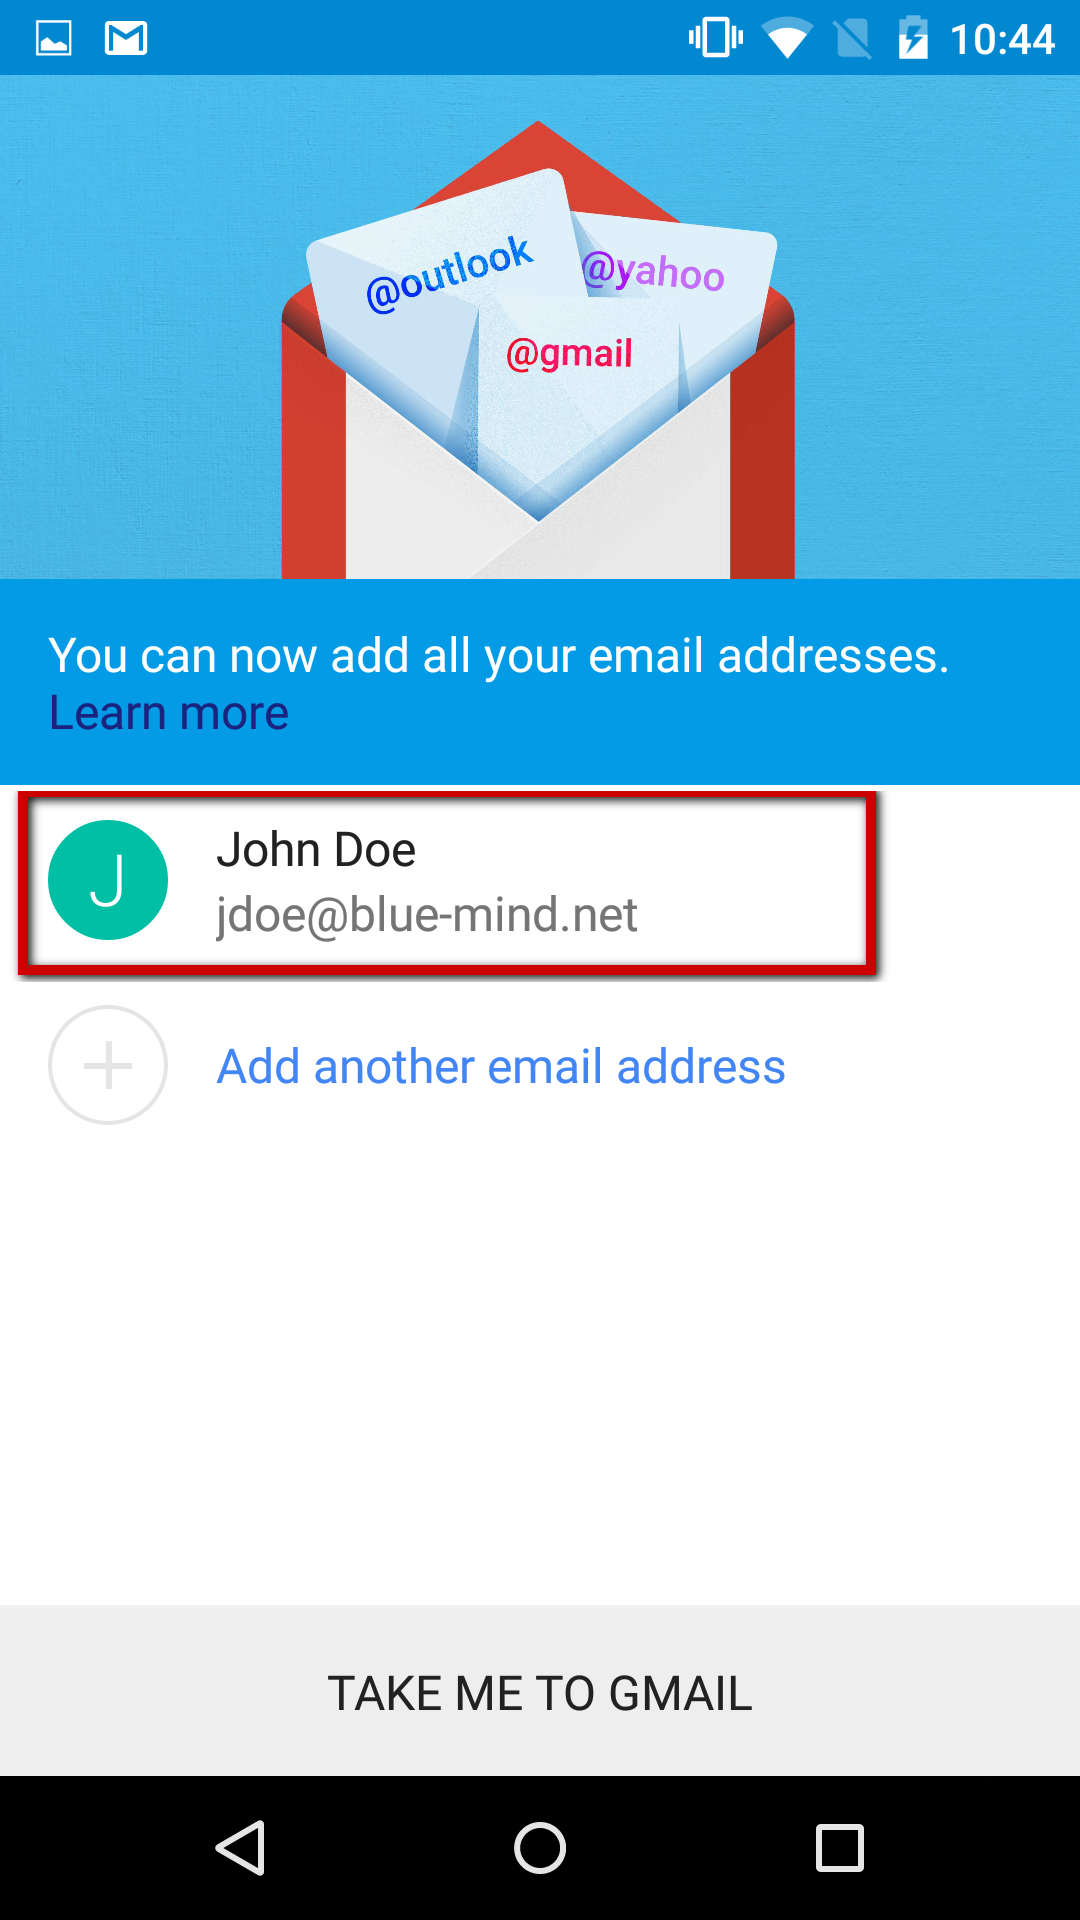 10:44
@outlook
@yahoo
@gmail
You can now add all your email addresses.
Learn more
J
John Doe
jdoe@blue-mind.net
Add another email address
TAKE ME TO GMAIL